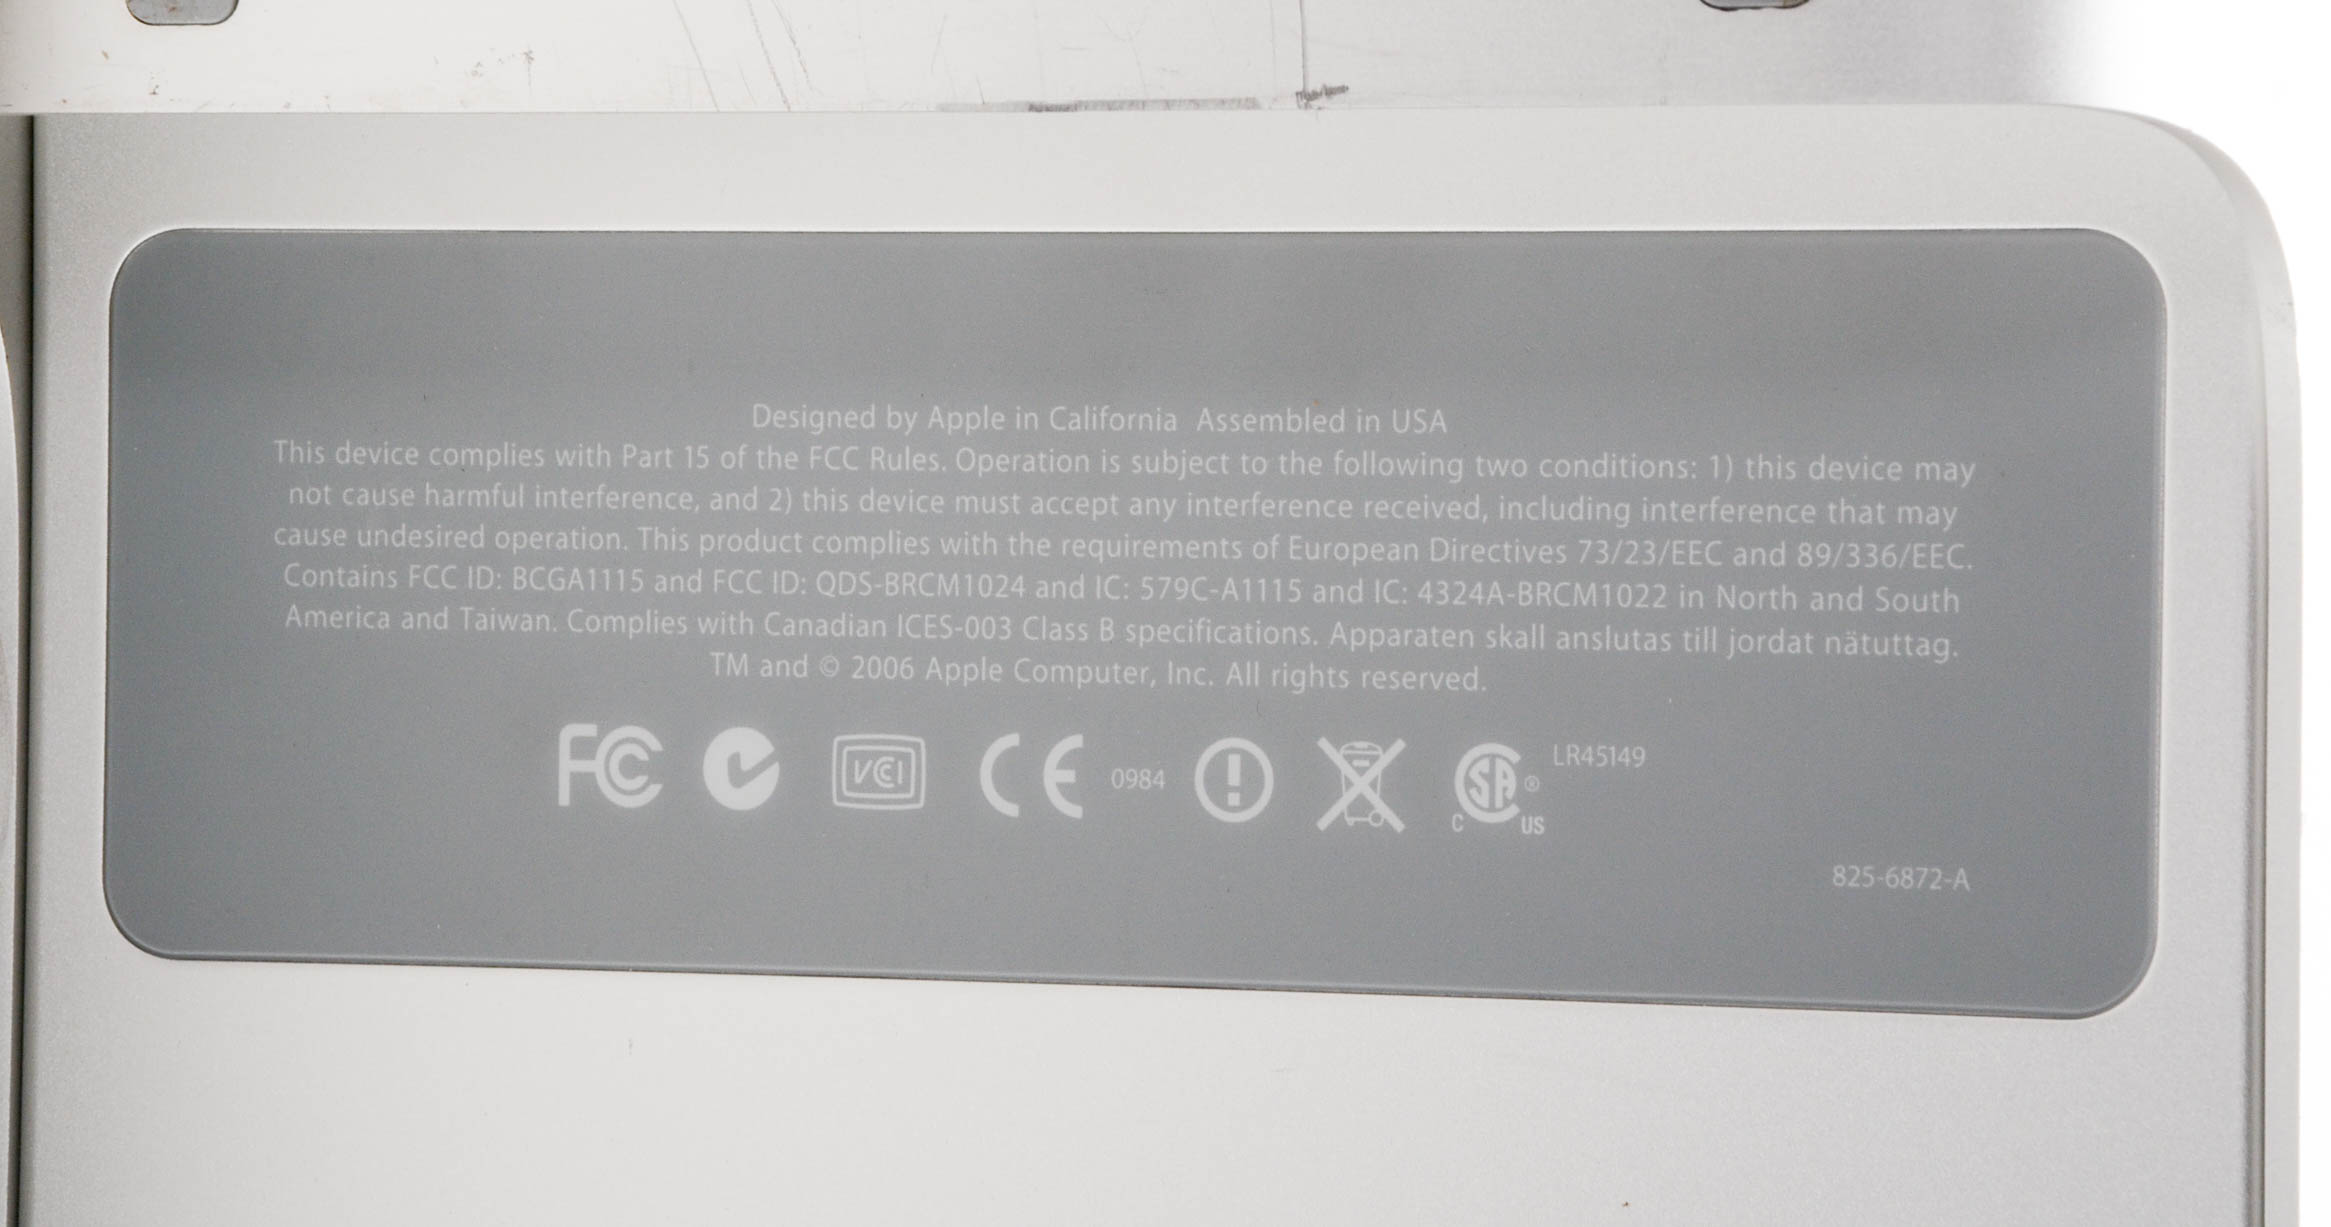 Designed by Apple in California Assembled in USA
This device complies with Part 15 of the FCC Rules. Operation is subject to the following two conditions: 1) this device may
not cause harmful interference, and 2) this device must accept any interference received, including interference that may
cause undesired operation. This product complies with the requirements of European Directives 73/23/EEC and 89/336/EEC.
Contains FCC ID: BCGA1115 and FCC ID: QDS-BRCM1024 and IC: 579C-A1115 and IC: 4324A-BRCM1022 in North and South
America and Taiwan. Complies with Canadian ICES-003 Class B specifications. Apparaten skall anslutas till jordat nätuttag.
TM and © 2006 Apple Computer, Inc. All rights reserved.
FC VCI CE 0984 ! C SA ® US LR45149
825-6872-A